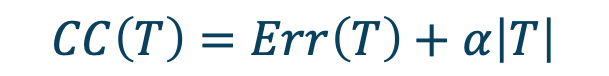 CC(T) = Err(T) + α|T|